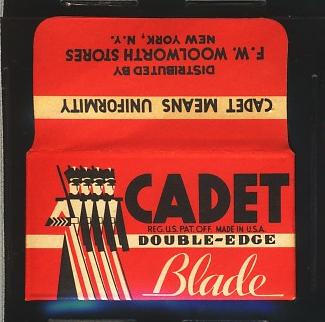 F. W. WOOLWORTH STORES
NEW YORK, N.Y.
DISTRIBUTED BY
CADET MEANS UNIFORMITY
CADET
REG. U.S. PAT. OFF. MADE IN U.S.A.
DOUBLE-EDGE
Blade